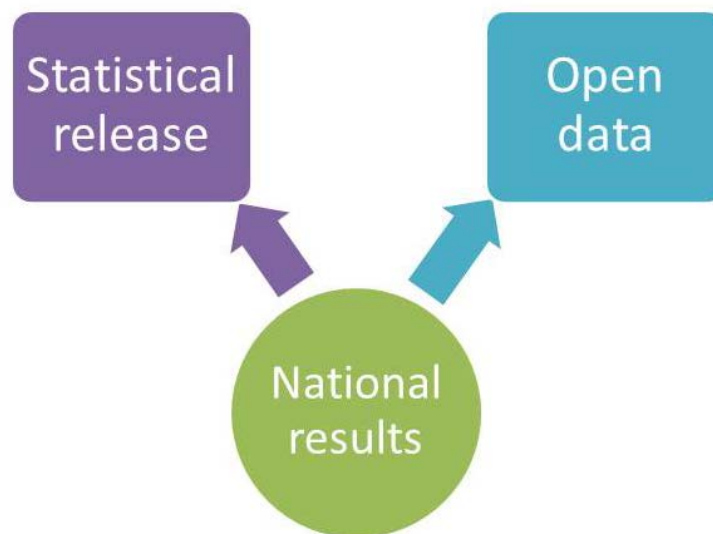 Statistical
release
Open
data
National
results